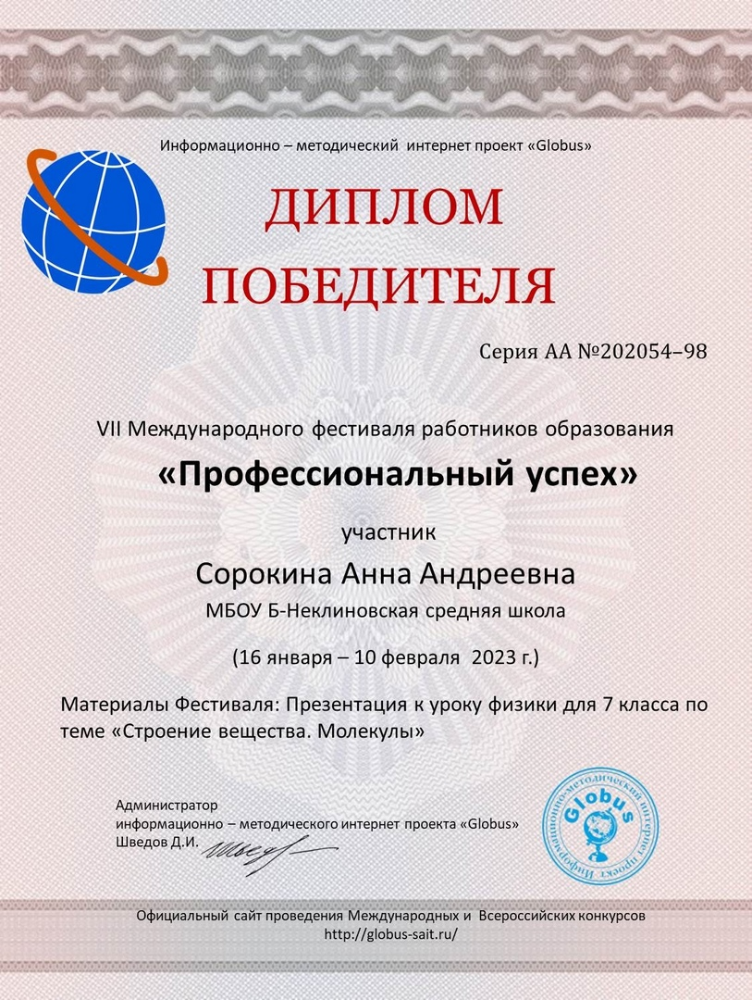 Информационно – методический интернет проект «Globus»
ДИПЛОМ
ПОБЕДИТЕЛЯ
Серия АА №202054–98
VII Международного фестиваля работников образования
«Профессиональный успех»
участник
Сорокина Анна Андреевна
МБОУ Б-Неклиновская средняя школа
(16 января – 10 февраля 2023 г.)
Материалы Фестиваля: Презентация к уроку физики для 7 класса по
теме «Строение вещества. Молекулы»
Администратор
информационно – методического интернет проекта «Globus»
Шведов Д.И.
Шведов
Информационно-методический интернет проект
Globus
Официальный сайт проведения Международных и Всероссийских конкурсов
http://globus-sait.ru/